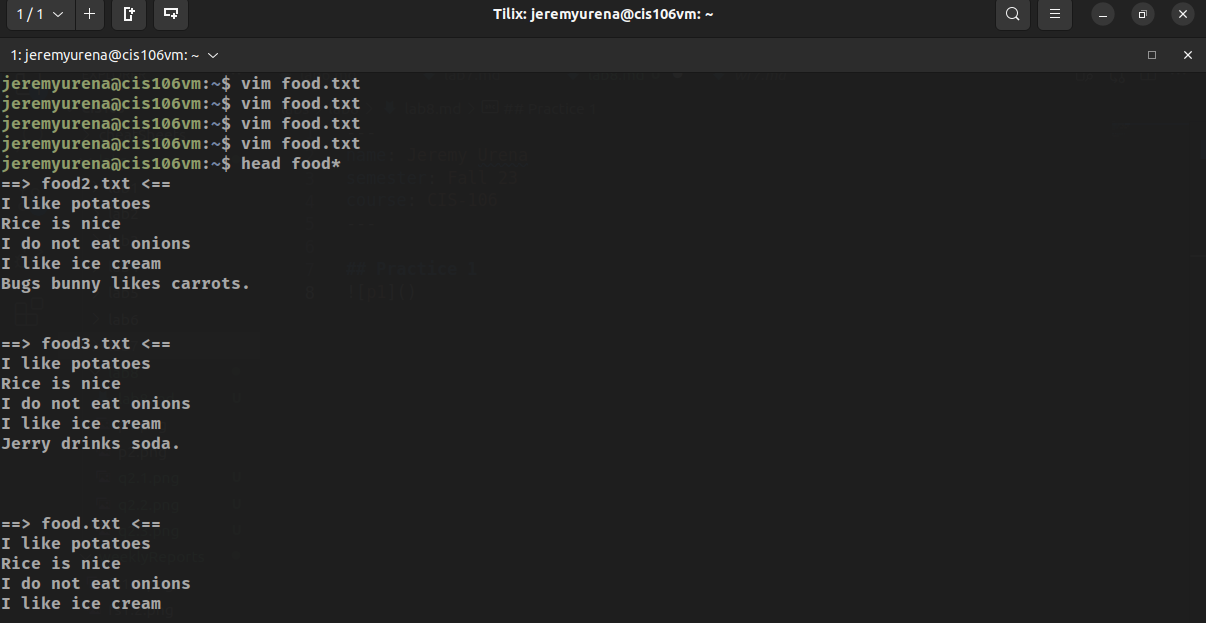 1 / 1
Tilix: jeremyurena@cis106vm: ~
1: jeremyurena@cis106vm: ~
jeremyurena@cis106vm:~$ vim food.txt
jeremyurena@cis106vm:~$ vim food.txt
jeremyurena@cis106vm:~$ vim food.txt
jeremyurena@cis106vm:~$ vim food.txt
jeremyurena@cis106vm:~$ head food*
==> food2.txt <==
I like potatoes
Rice is nice
I do not eat onions
I like ice cream
Bugs bunny likes carrots.
==> food3.txt <==
I like potatoes
Rice is nice
I do not eat onions
I like ice cream
Jerry drinks soda.
==> food.txt <==
I like potatoes
Rice is nice
I do not eat onions
I like ice cream